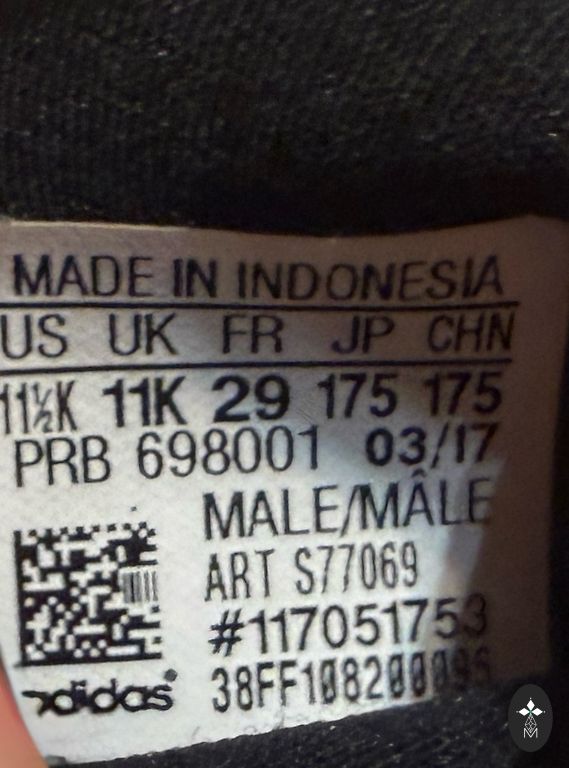 MADE IN INDONESIA
US UK FR JP CHN
11½K 11K 29 175 175
PRB 698001 03/17
MALE/MÂLE
ART S77069
#117051753
adidas®
M